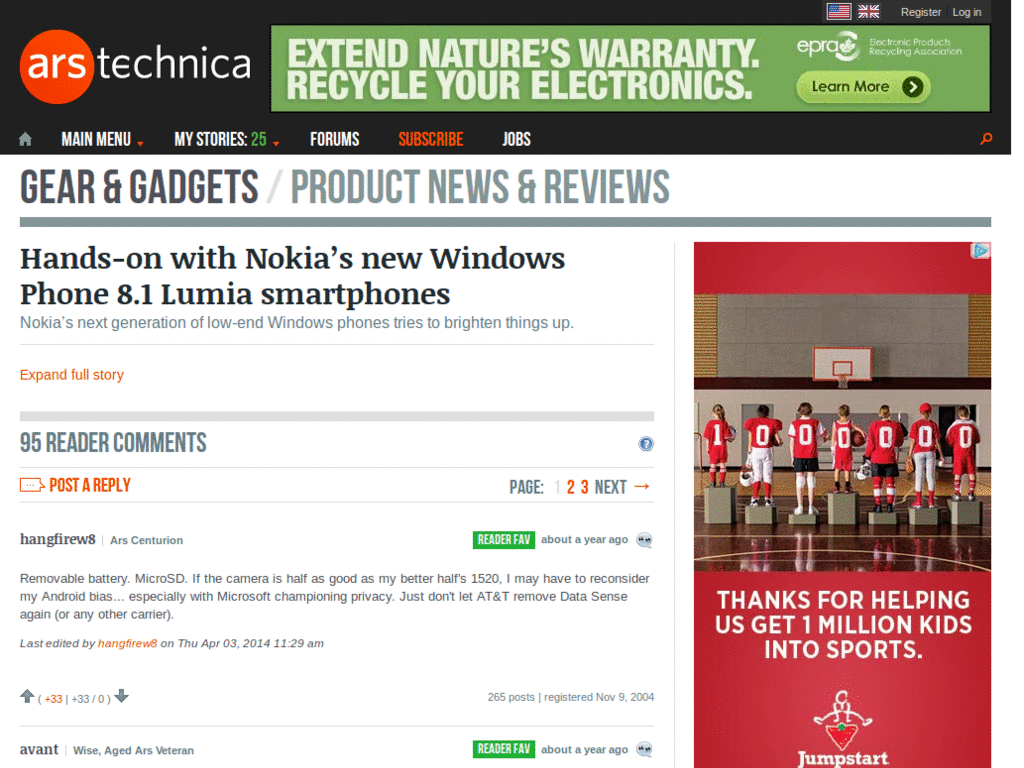 Register Log in
ars technica
EXTEND NATURE'S WARRANTY.
RECYCLE YOUR ELECTRONICS.
epra Electronic Products
Recycling Association
Learn More
MAIN MENU MY STORIES: 25 FORUMS SUBSCRIBE JOBS
GEAR & GADGETS / PRODUCT NEWS & REVIEWS
Hands-on with Nokia’s new Windows
Phone 8.1 Lumia smartphones
Nokia’s next generation of low-end Windows phones tries to brighten things up.
Expand full story
95 READER COMMENTS
?
POST A REPLY
PAGE: 1 2 3 NEXT →
hangfirew8 | Ars Centurion
READER FAV about a year ago
Removable battery. MicroSD. If the camera is half as good as my better half's 1520, I may have to reconsider
my Android bias... especially with Microsoft championing privacy. Just don't let AT&T remove Data Sense
again (or any other carrier).
Last edited by hangfirew8 on Thu Apr 03, 2014 11:29 am
( +33 | +33 / 0 )
265 posts | registered Nov 9, 2004
avant | Wise, Aged Ars Veteran
READER FAV about a year ago
1 0 0 0 0 0 0
THANKS FOR HELPING
US GET 1 MILLION KIDS
INTO SPORTS.
Jumpstart